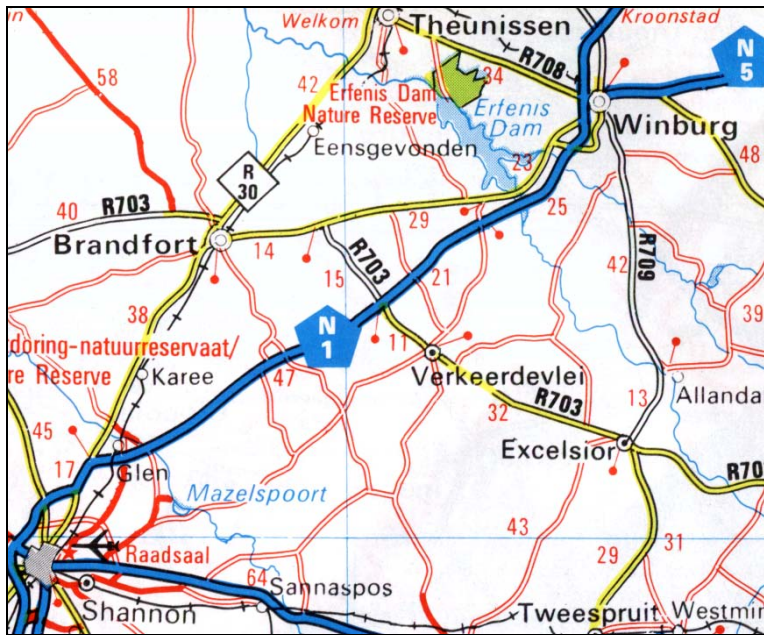 Welkom
Theunissen
Kroonstad
58
42
34
R708
N
5
Erfenis Dam
Nature Reserve
Erfenis
Dam
Winburg
Eensgevonden
R
30
23
48
40
R703
29
25
Brandfort
14
R703
15
21
42
R709
39
38
N
1
11
doring-natuurreservaat/
re Reserve
Karee
47
Verkeerdevlei
Allanda
13
32
R703
45
Excelsior
R70
17
Glen
Mazelspoort
43
29
31
Raadsaal
64
Sannaspos
Shannon
Tweespruit
Westmin